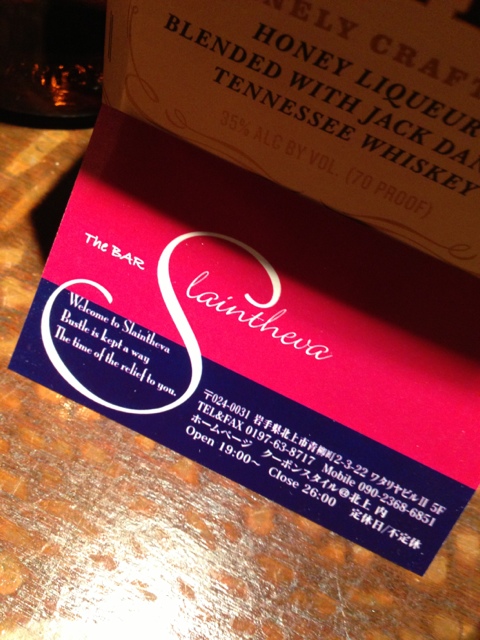 NELY CRAFT
HONEY LIQUEUR
BLENDED WITH JACK DAN
TENNESSEE WHISKEY
35% ALC BY VOL. (70 PROOF)
The BAR
Slaintheva
Welcome to Slaintheva
Bustle is kept a way
The time of the relief to you.
〒024-0031 岩手県北上市青柳町2-3-22 ワタリヤビルⅡ 5F
TEL&FAX 0197-63-8717 Mobile 090-2368-6851
ホームページ クーポンスタイル@北上 内
Open 19:00〜 Close 26:00 定休日/不定休